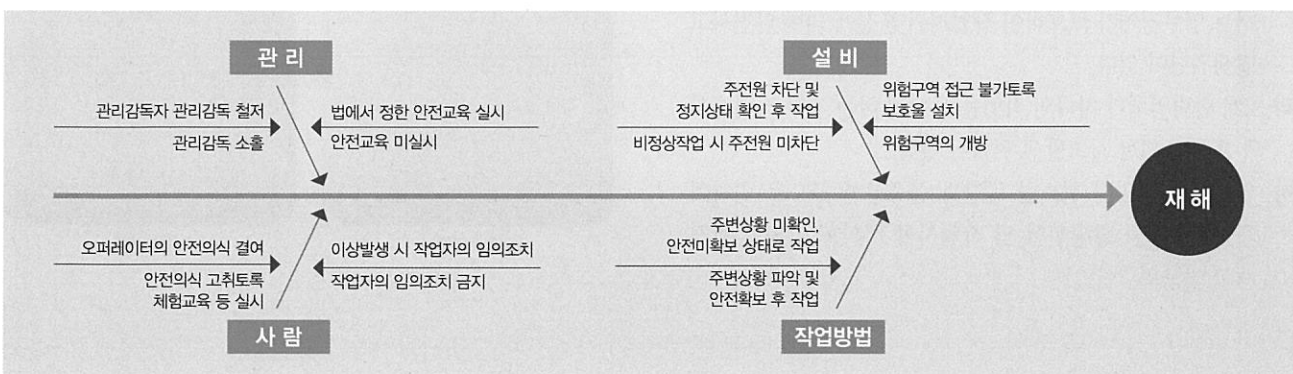 관리
관리감독자 관리감독 철저
관리감독 소홀
법에서 정한 안전교육 실시
안전교육 미실시
설비
주전원 차단 및
정지상태 확인 후 작업
비정상작업 시 주전원 미차단
위험구역 접근 불가토록
보호울 설치
위험구역의 개방
재해
오퍼레이터의 안전의식 결여
안전의식 고취토록
체험교육 등 실시
이상발생 시 작업자의 임의조치
작업자의 임의조치 금지
사람
주변상황 미확인,
안전미확보 상태로 작업
주변상황 파악 및
안전확보 후 작업
작업방법